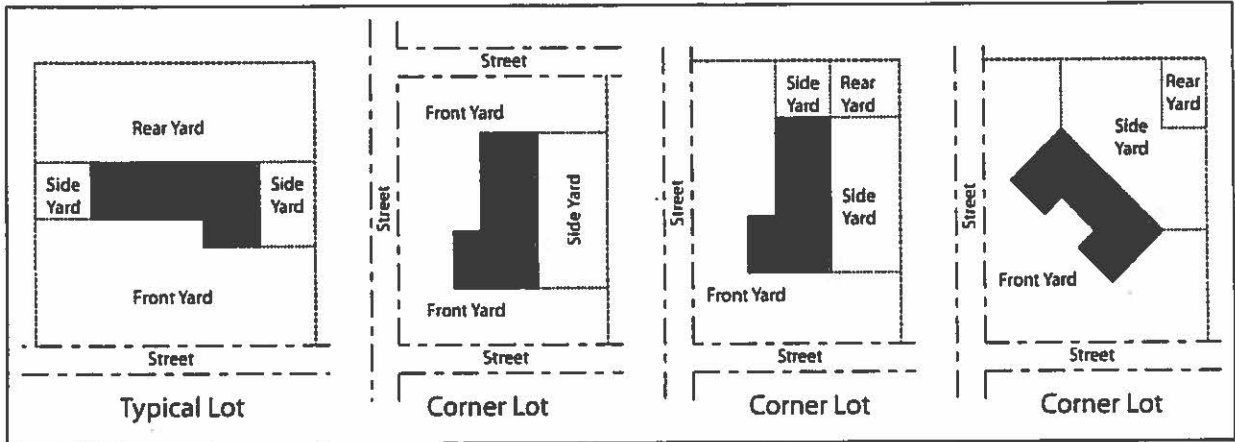 Rear Yard
Side
Yard
Side
Yard
Front Yard
Street
Typical Lot
Street
Front Yard
Street
Side Yard
Front Yard
Street
Corner Lot
Side
Yard
Rear
Yard
Street
Side
Yard
Front Yard
Street
Corner Lot
Rear
Yard
Side
Yard
Street
Front Yard
Street
Corner Lot